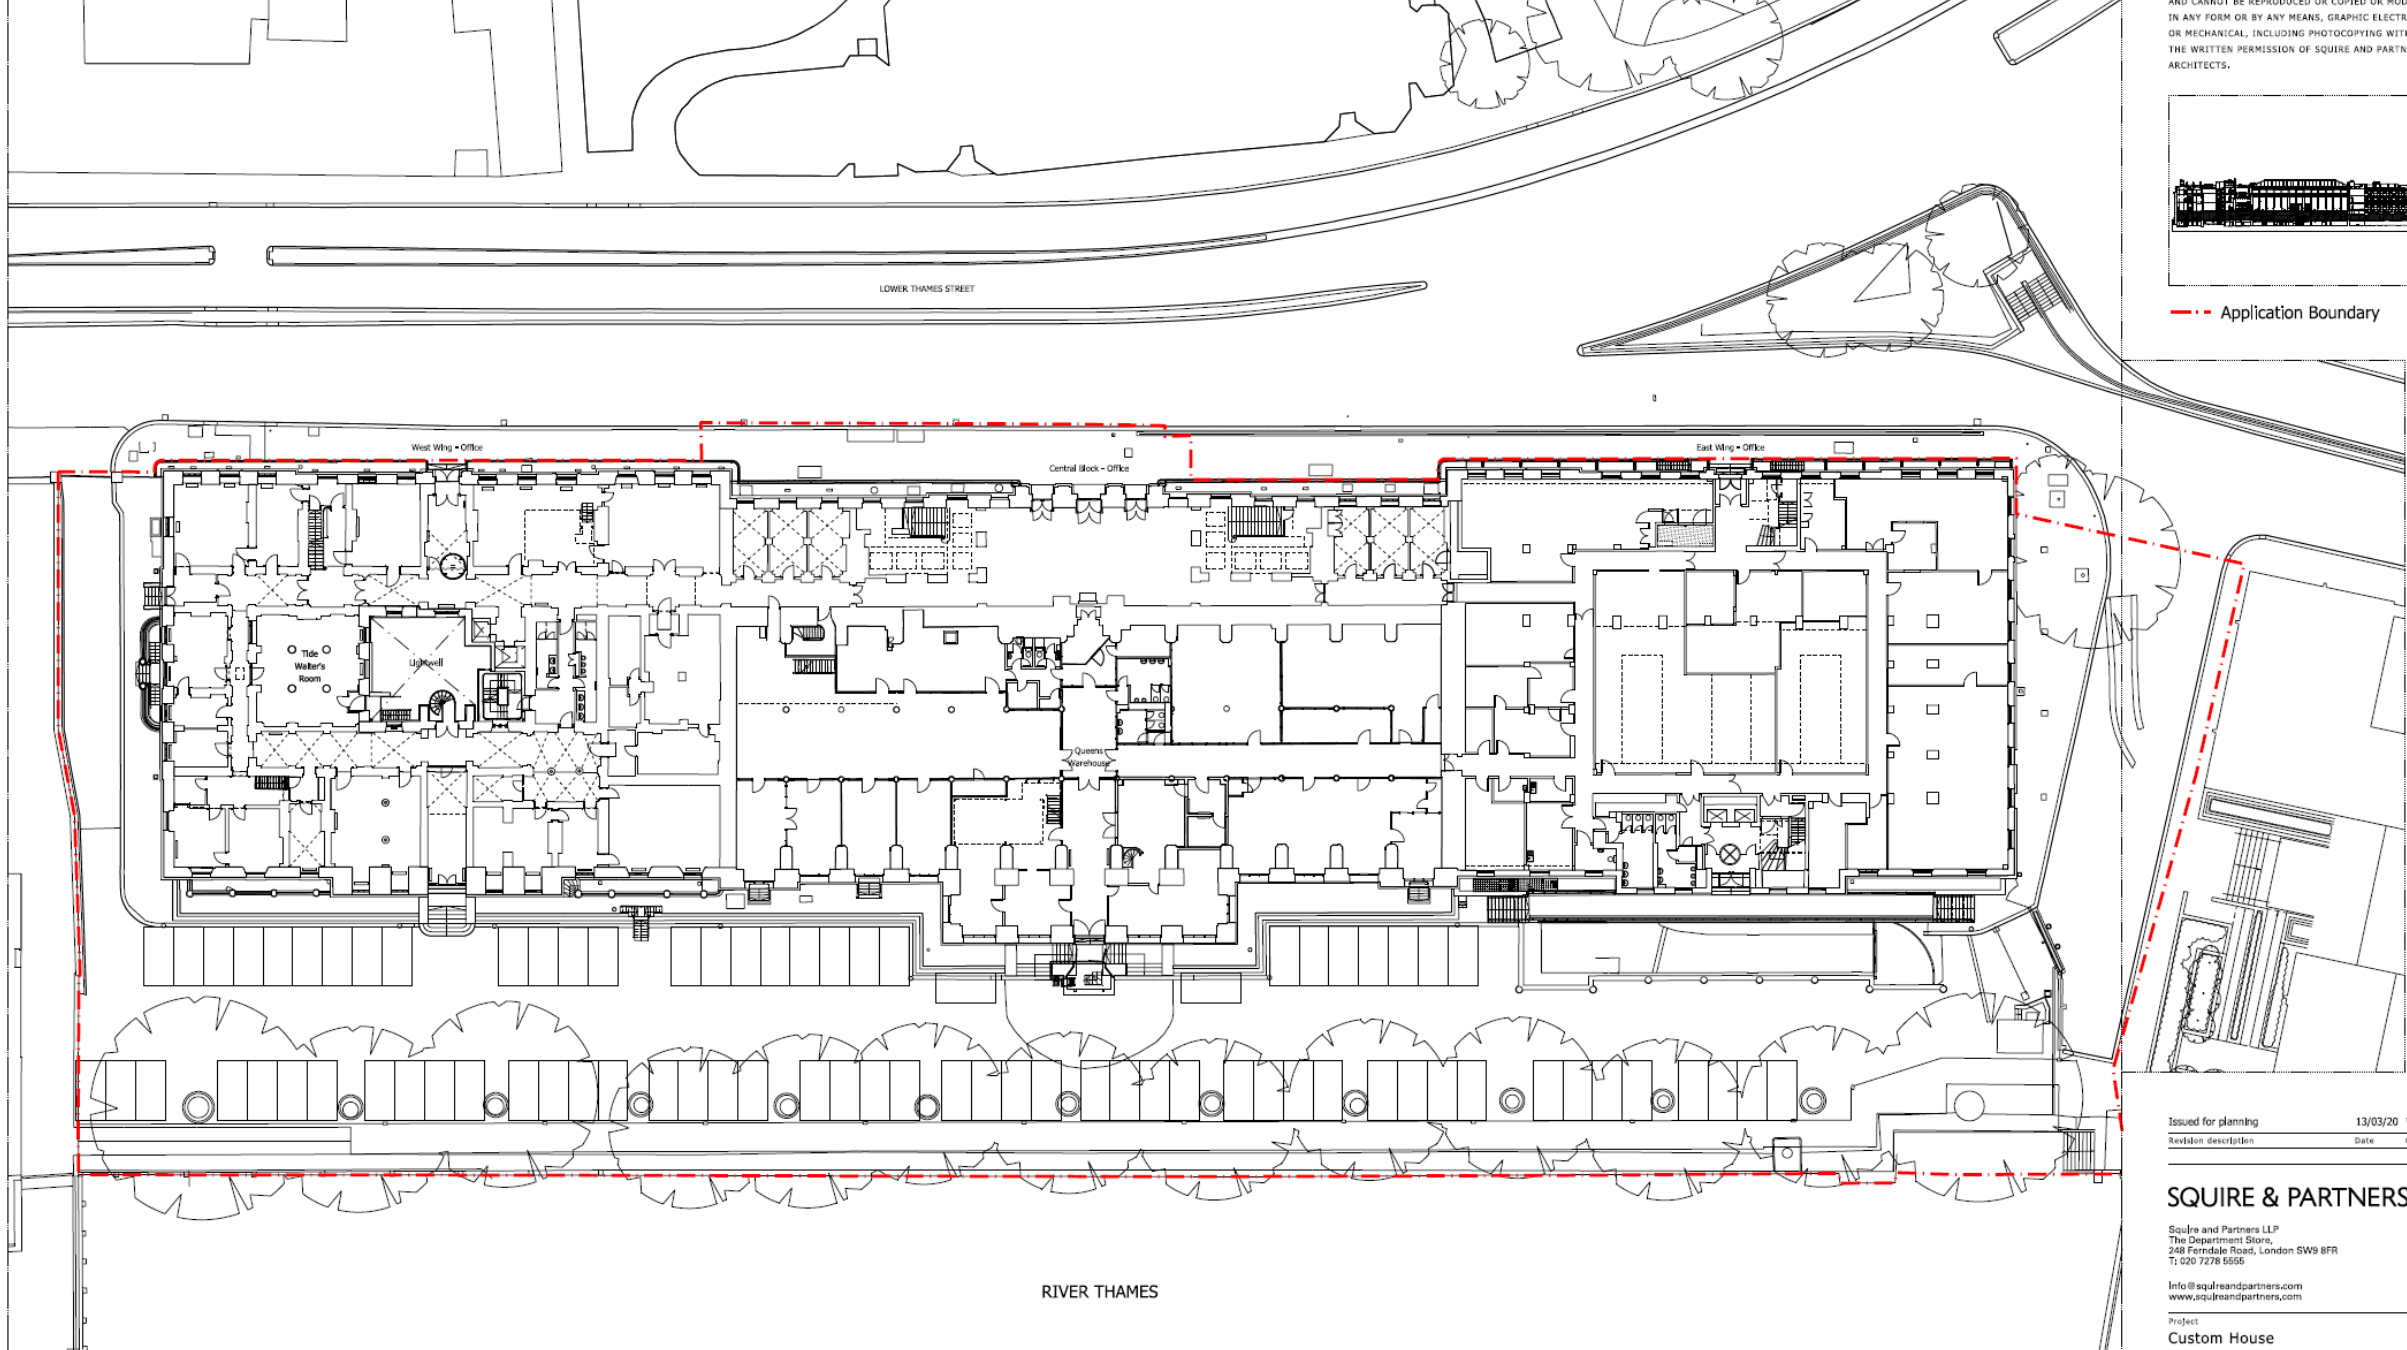 AND CANNOT BE REPRODUCED OR COPIED OR
IN ANY FORM OR BY ANY MEANS, GRAPHIC
OR MECHANICAL, INCLUDING PHOTOCOPYING
THE WRITTEN PERMISSION OF SQUIRE AND
ARCHITECTS.
Application Boundary
LOWER THAMES STREET
West Wing - Office
Central Block - Office
East Wing - Office
Tide
Waiter's
Room
Lightwell
Queens
Warehouse
RIVER THAMES
Issued for planning 13/03/20
Revision description Date
SQUIRE & PARTNERS
Squire and Partners LLP
The Department Store,
248 Ferndale Road, London SW9 8FR
T: 020 7278 5555
info@squireandpartners.com
www.squireandpartners.com
Project
Custom House